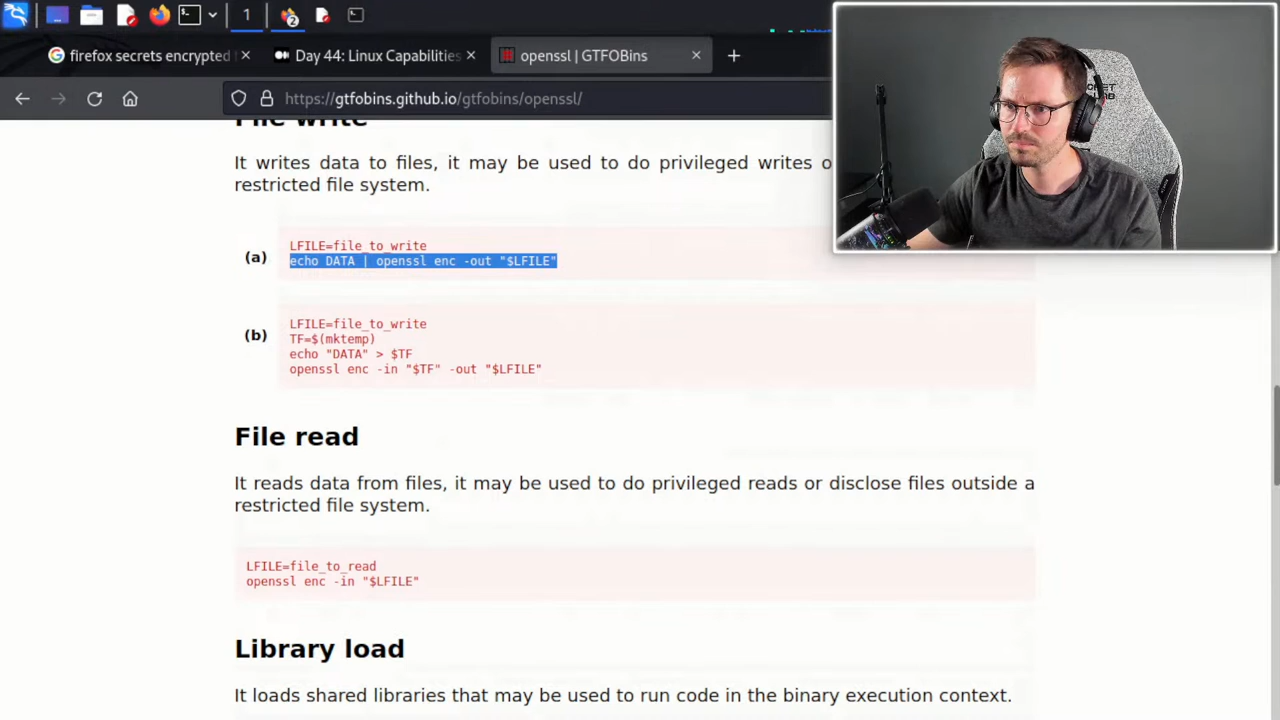 1
2
firefox secrets encrypted
Day 44: Linux Capabilities
openssl | GTFOBins
https://gtfobins.github.io/gtfobins/openssl/
File write
It writes data to files, it may be used to do privileged writes o
restricted file system.
(a)
LFILE=file_to_write
echo DATA | openssl enc -out "$LFILE"
(b)
LFILE=file_to_write
TF=$(mktemp)
echo "DATA" > $TF
openssl enc -in "$TF" -out "$LFILE"
File read
It reads data from files, it may be used to do privileged reads or disclose files outside a
restricted file system.
LFILE=file_to_read
openssl enc -in "$LFILE"
Library load
It loads shared libraries that may be used to run code in the binary execution context.